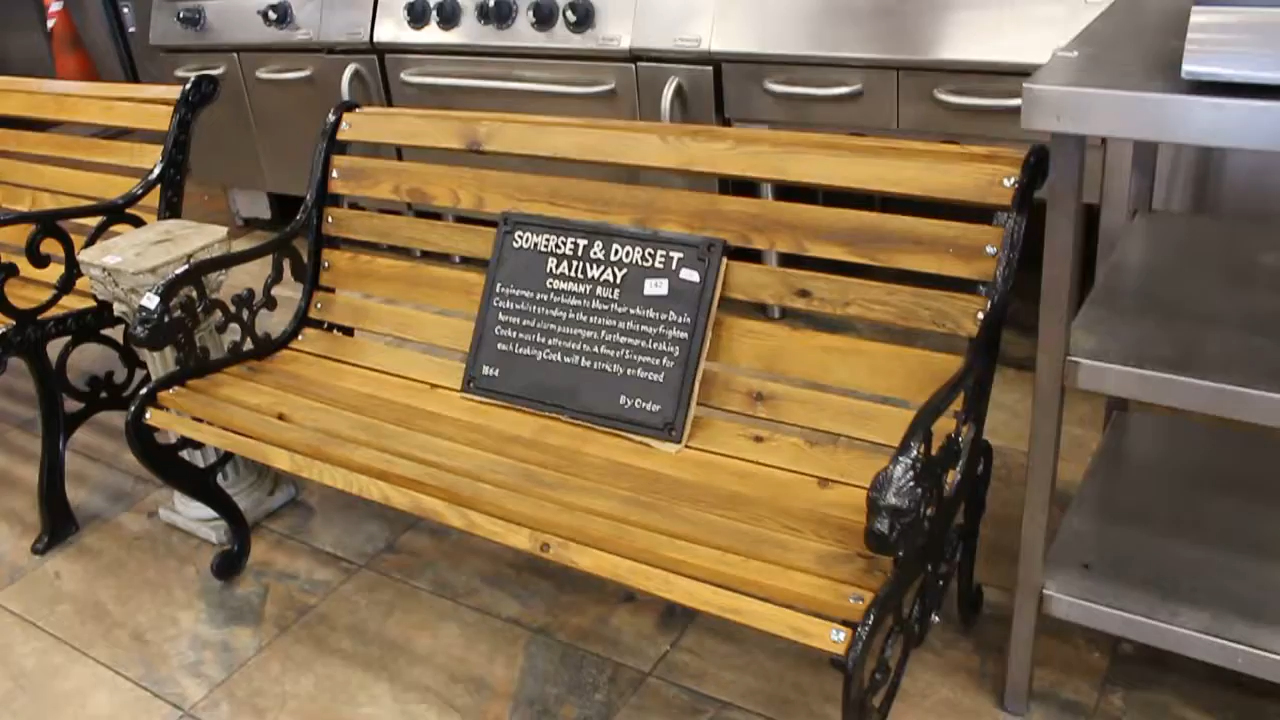 SOMERSET & DORSET
RAILWAY
COMPANY RULE
Enginemen are forbidden to blow their whistles or Drain
Cocks whilst standing in the station as this may frighten
horses and alarm passengers. Furthermore, Leaking
Cocks must be attended to. A fine of Sixpence for
each Leaking Cock will be strictly enforced
1864
By Order
142